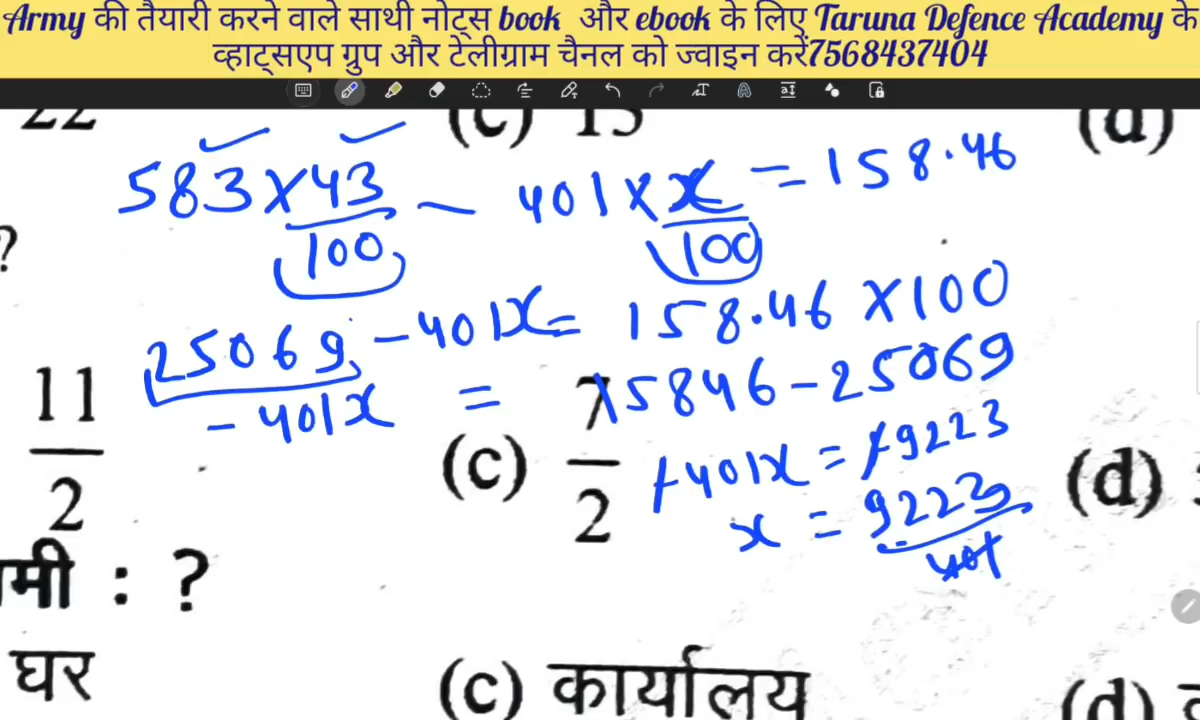 Army की तैयारी करने वाले साथी नोट्स book और ebook के लिए Taruna Defence Academy के
व्हाट्सएप ग्रुप और टेलीग्राम चैनल को ज्वाइन करें7568437404
22 (c) 13 (d)
583 × 43/100 - 401 × x/100 = 158.46
?
25069 - 401x = 158.46 × 100
- 401x = 15846 - 25069
11/2 (c) 7/2 (d)
-401x = -9223
x = 9223/401
मी : ?
घर (c) कार्यालय (d)